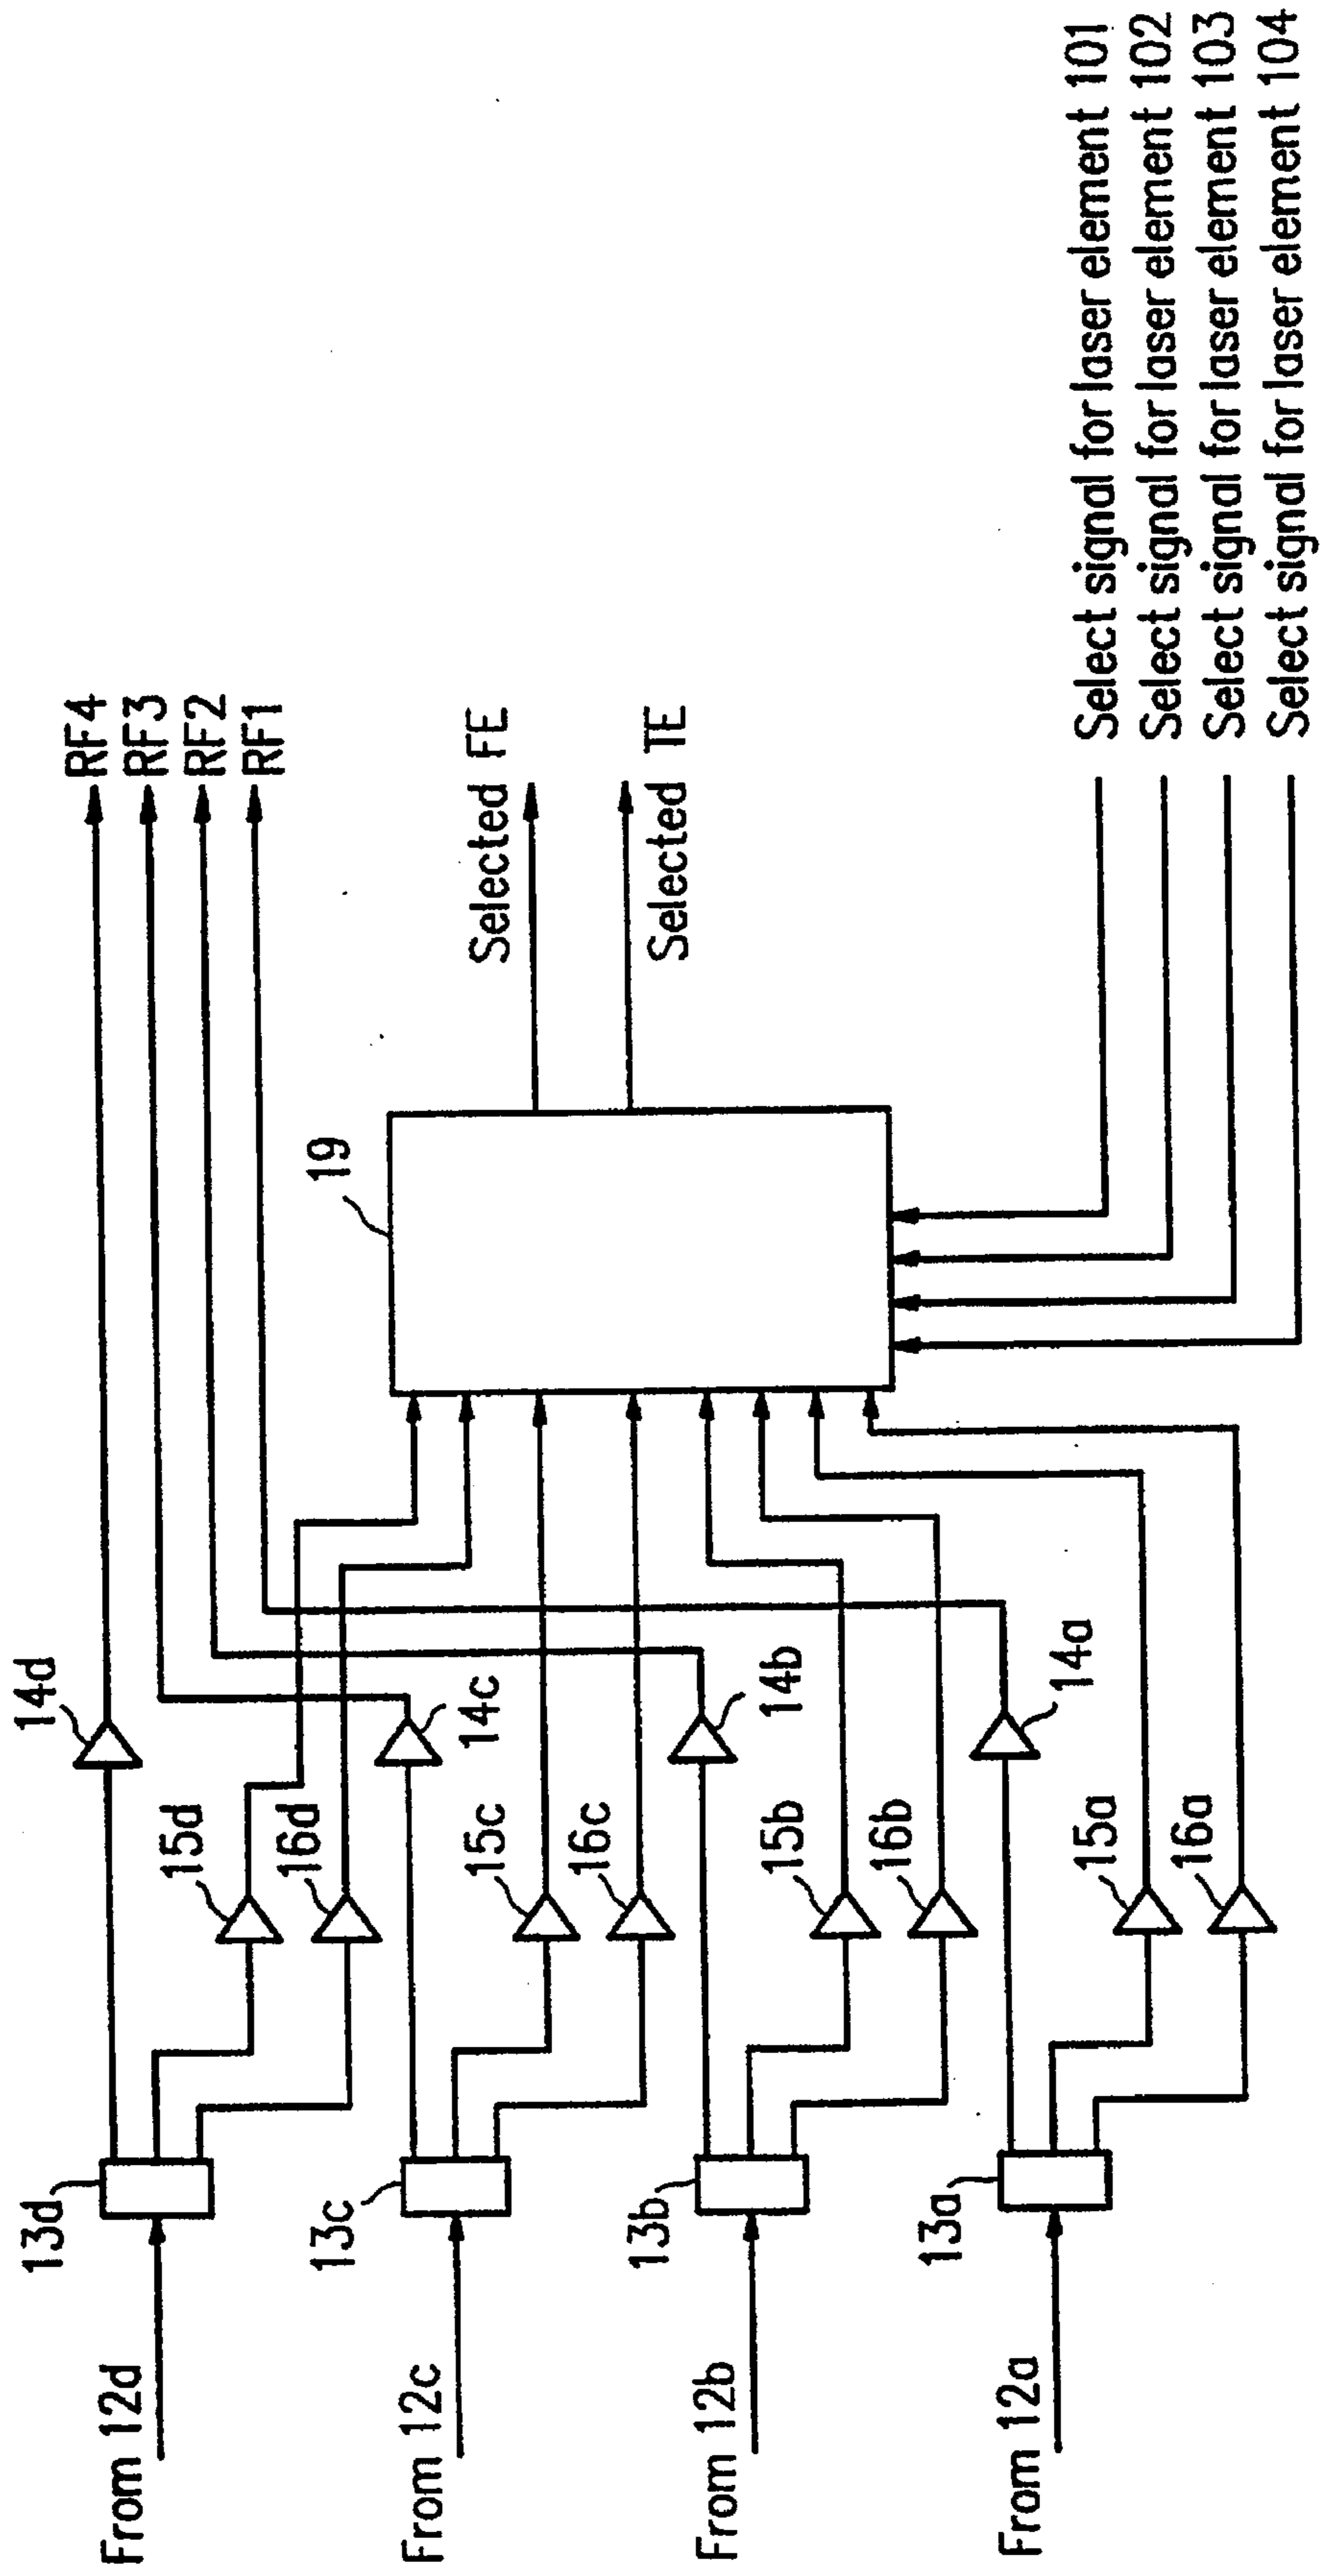 From 12d
From 12c
From 12b
From 12a
13d
13c
13b
13a
14d
15d
16d
14c
15c
16c
14b
15b
16b
14a
15a
16a
19
RF4
RF3
RF2
RF1
Selected FE
Selected TE
Select signal for laser element 101
Select signal for laser element 102
Select signal for laser element 103
Select signal for laser element 104